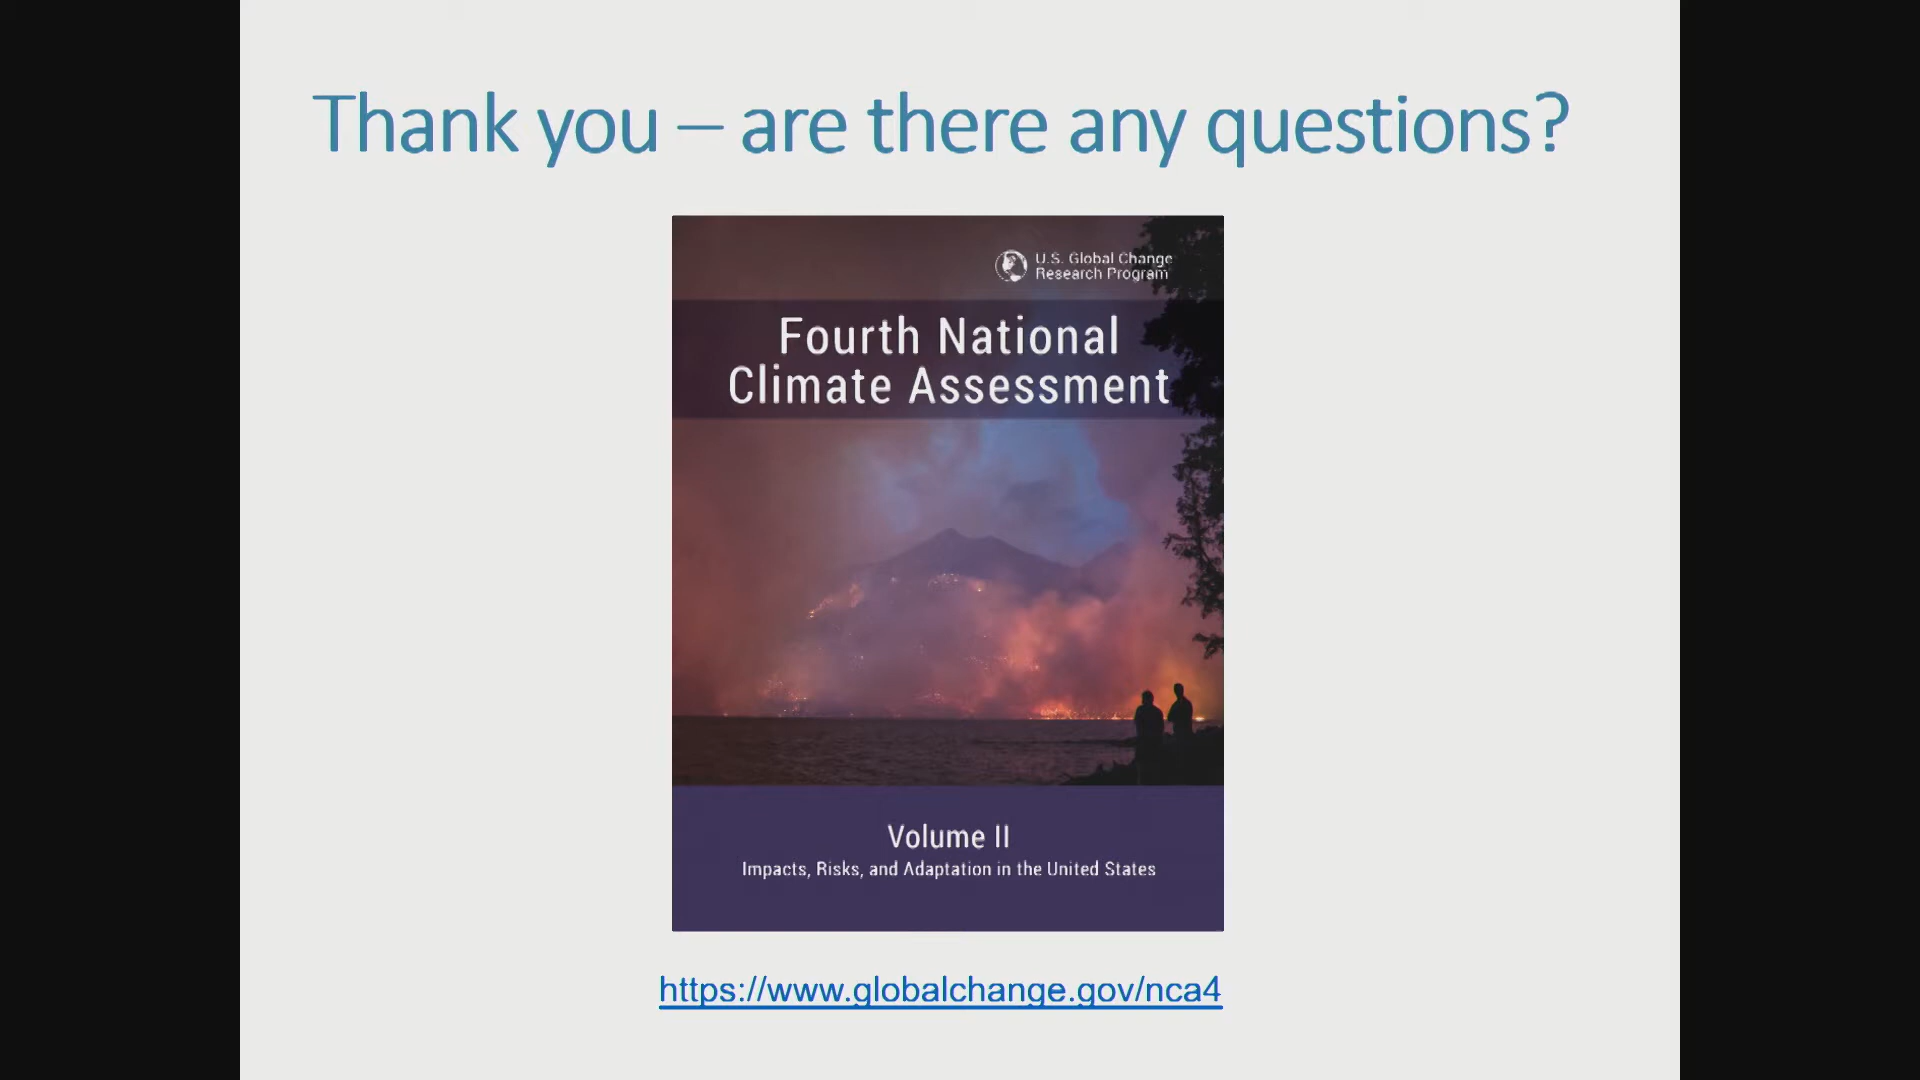 Thank you – are there any questions?
U.S. Global Change
Research Program
Fourth National
Climate Assessment
Volume II
Impacts, Risks, and Adaptation in the United States
https://www.globalchange.gov/nca4